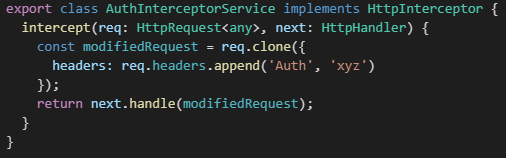 export class AuthInterceptorService implements HttpInterceptor {
  intercept(req: HttpRequest<any>, next: HttpHandler) {
    const modifiedRequest = req.clone({
      headers: req.headers.append('Auth', 'xyz')
    });
    return next.handle(modifiedRequest);
  }
}